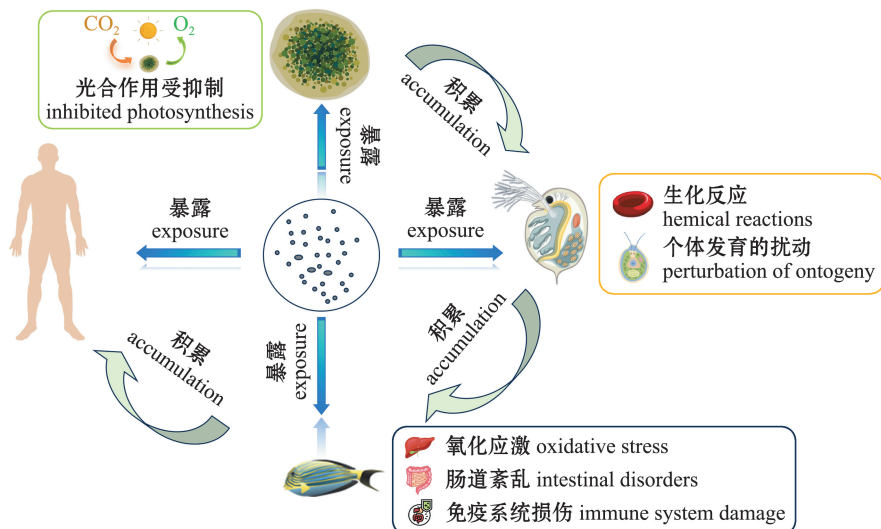 CO₂
O₂
光合作用受抑制
inhibited photosynthesis
积累
accumulation
暴露
exposure
暴露
exposure
暴露
exposure
生化反应
hemical reactions
个体发育的扰动
perturbation of ontogeny
积累
accumulation
暴露
exposure
积累
accumulation
氧化应激 oxidative stress
肠道紊乱 intestinal disorders
免疫系统损伤 immune system damage